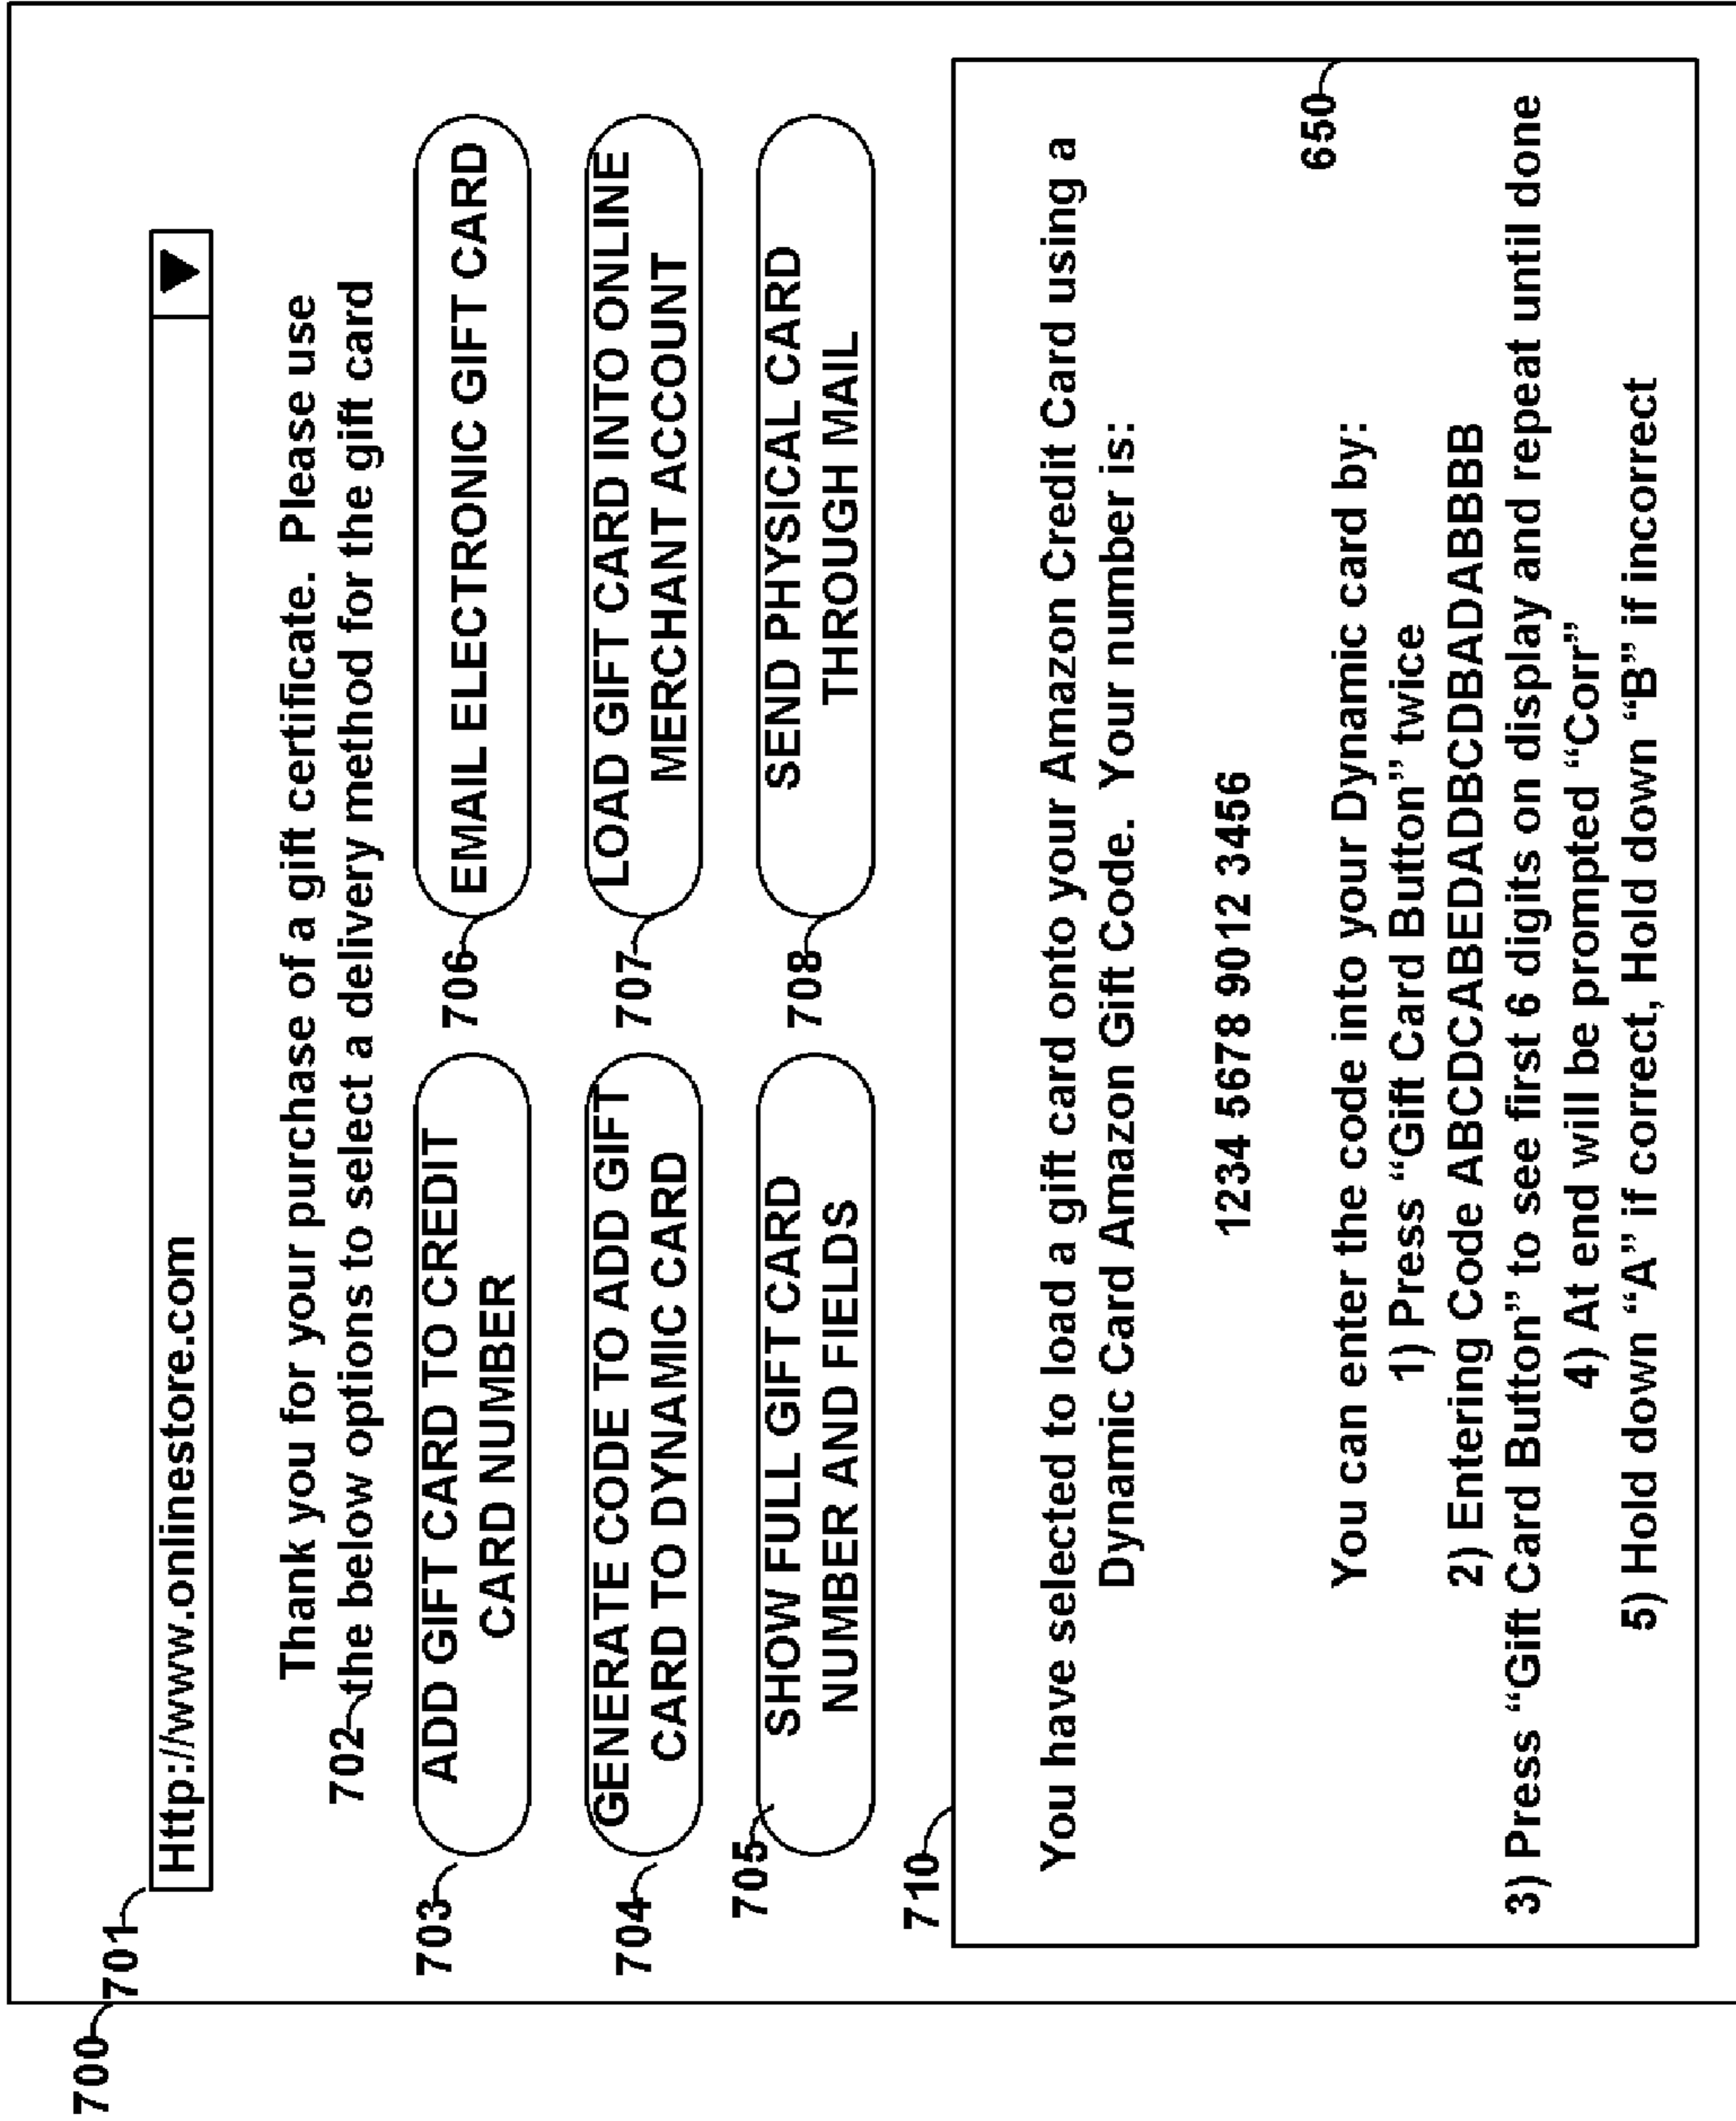 700
701
Http://www.onlinestore.com
Thank you for your purchase of a gift certificate. Please use
702
the below options to select a delivery method for the gift card
703
ADD GIFT CARD TO CREDIT
CARD NUMBER
706
EMAIL ELECTRONIC GIFT CARD
704
GENERATE CODE TO ADD GIFT
CARD TO DYNAMIC CARD
707
LOAD GIFT CARD INTO ONLINE
MERCHANT ACCOUNT
705
SHOW FULL GIFT CARD
NUMBER AND FIELDS
708
SEND PHYSICAL CARD
THROUGH MAIL
710
You have selected to load a gift card onto your Amazon Credit Card using a
Dynamic Card Amazon Gift Code. Your number is:
1234 5678 9012 3456
650
You can enter the code into your Dynamic card by:
1) Press “Gift Card Button” twice
2) Entering Code ABCDCABEDADBCDBADABBBB
3) Press “Gift Card Button” to see first 6 digits on display and repeat until done
4) At end will be prompted “Corr”
5) Hold down “A” if correct, Hold down “B” if incorrect